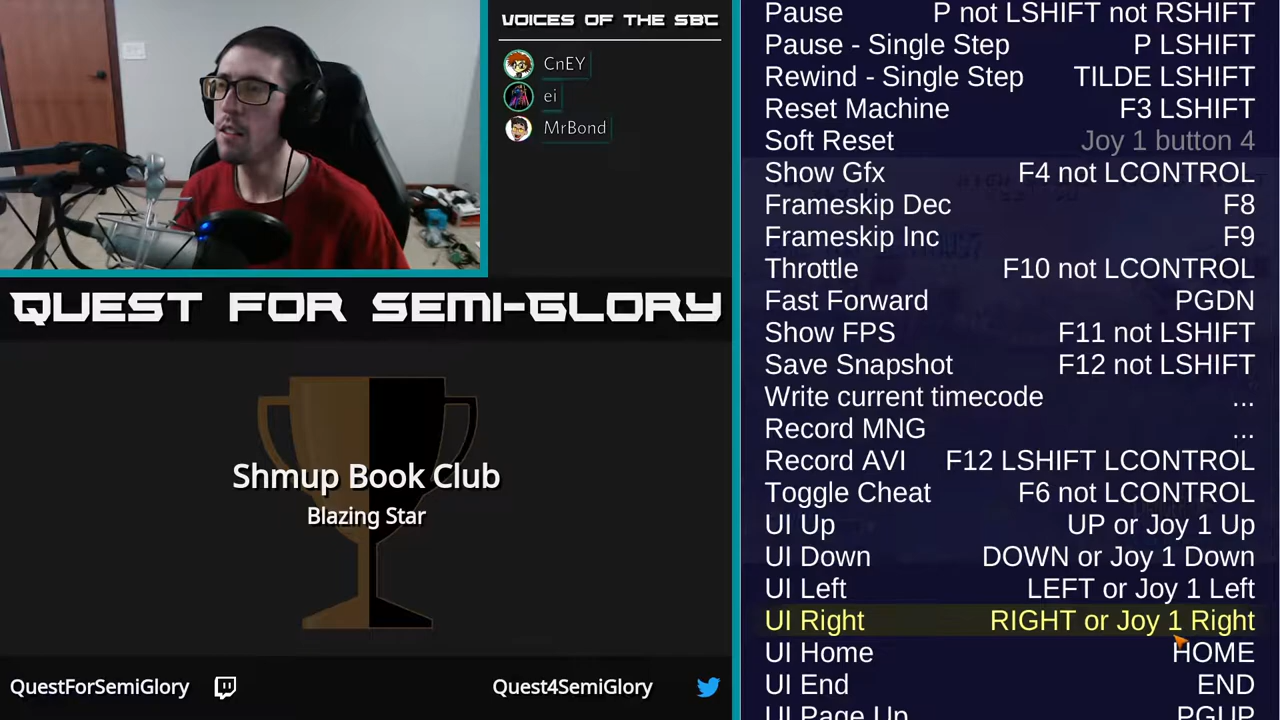 VOICES OF THE SBC
CnEY
ei
MrBond
QUEST FOR SEMI-GLORY
Shmup Book Club
Blazing Star
QuestForSemiGlory
Quest4SemiGlory
Pause P not LSHIFT not RSHIFT
Pause - Single Step P LSHIFT
Rewind - Single Step TILDE LSHIFT
Reset Machine F3 LSHIFT
Soft Reset Joy 1 button 4
Show Gfx F4 not LCONTROL
Frameskip Dec F8
Frameskip Inc F9
Throttle F10 not LCONTROL
Fast Forward PGDN
Show FPS F11 not LSHIFT
Save Snapshot F12 not LSHIFT
Write current timecode ...
Record MNG ...
Record AVI F12 LSHIFT LCONTROL
Toggle Cheat F6 not LCONTROL
UI Up UP or Joy 1 Up
UI Down DOWN or Joy 1 Down
UI Left LEFT or Joy 1 Left
UI Right RIGHT or Joy 1 Right
UI Home HOME
UI End END
UI Page Up PGUP